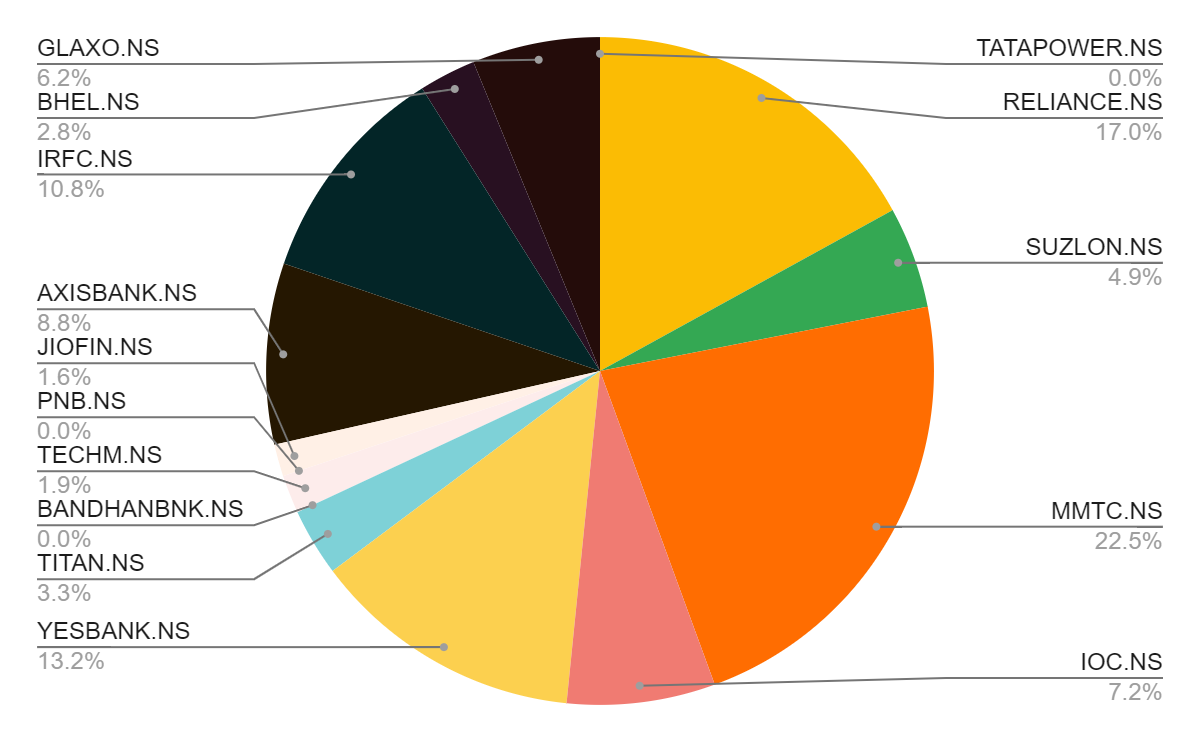 GLAXO.NS
6.2%
BHEL.NS
2.8%
IRFC.NS
10.8%
AXISBANK.NS
8.8%
JIOFIN.NS
1.6%
PNB.NS
0.0%
TECHM.NS
1.9%
BANDHANBNK.NS
0.0%
TITAN.NS
3.3%
YESBANK.NS
13.2%
TATAPOWER.NS
0.0%
RELIANCE.NS
17.0%
SUZLON.NS
4.9%
MMTC.NS
22.5%
IOC.NS
7.2%